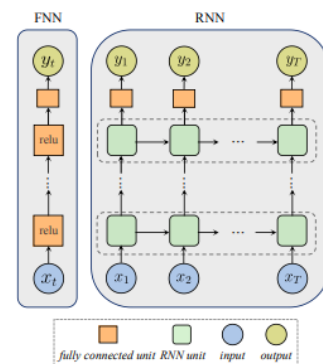 FNN RNN
y_t y_1 y_2 y_T
relu
...
relu
...
x_t x_1 x_2 x_T
fully connected unit RNN unit input output